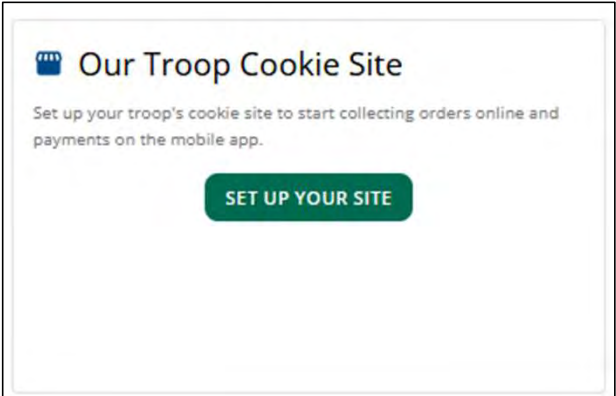 Our Troop Cookie Site
Set up your troop's cookie site to start collecting orders online and
payments on the mobile app.
SET UP YOUR SITE